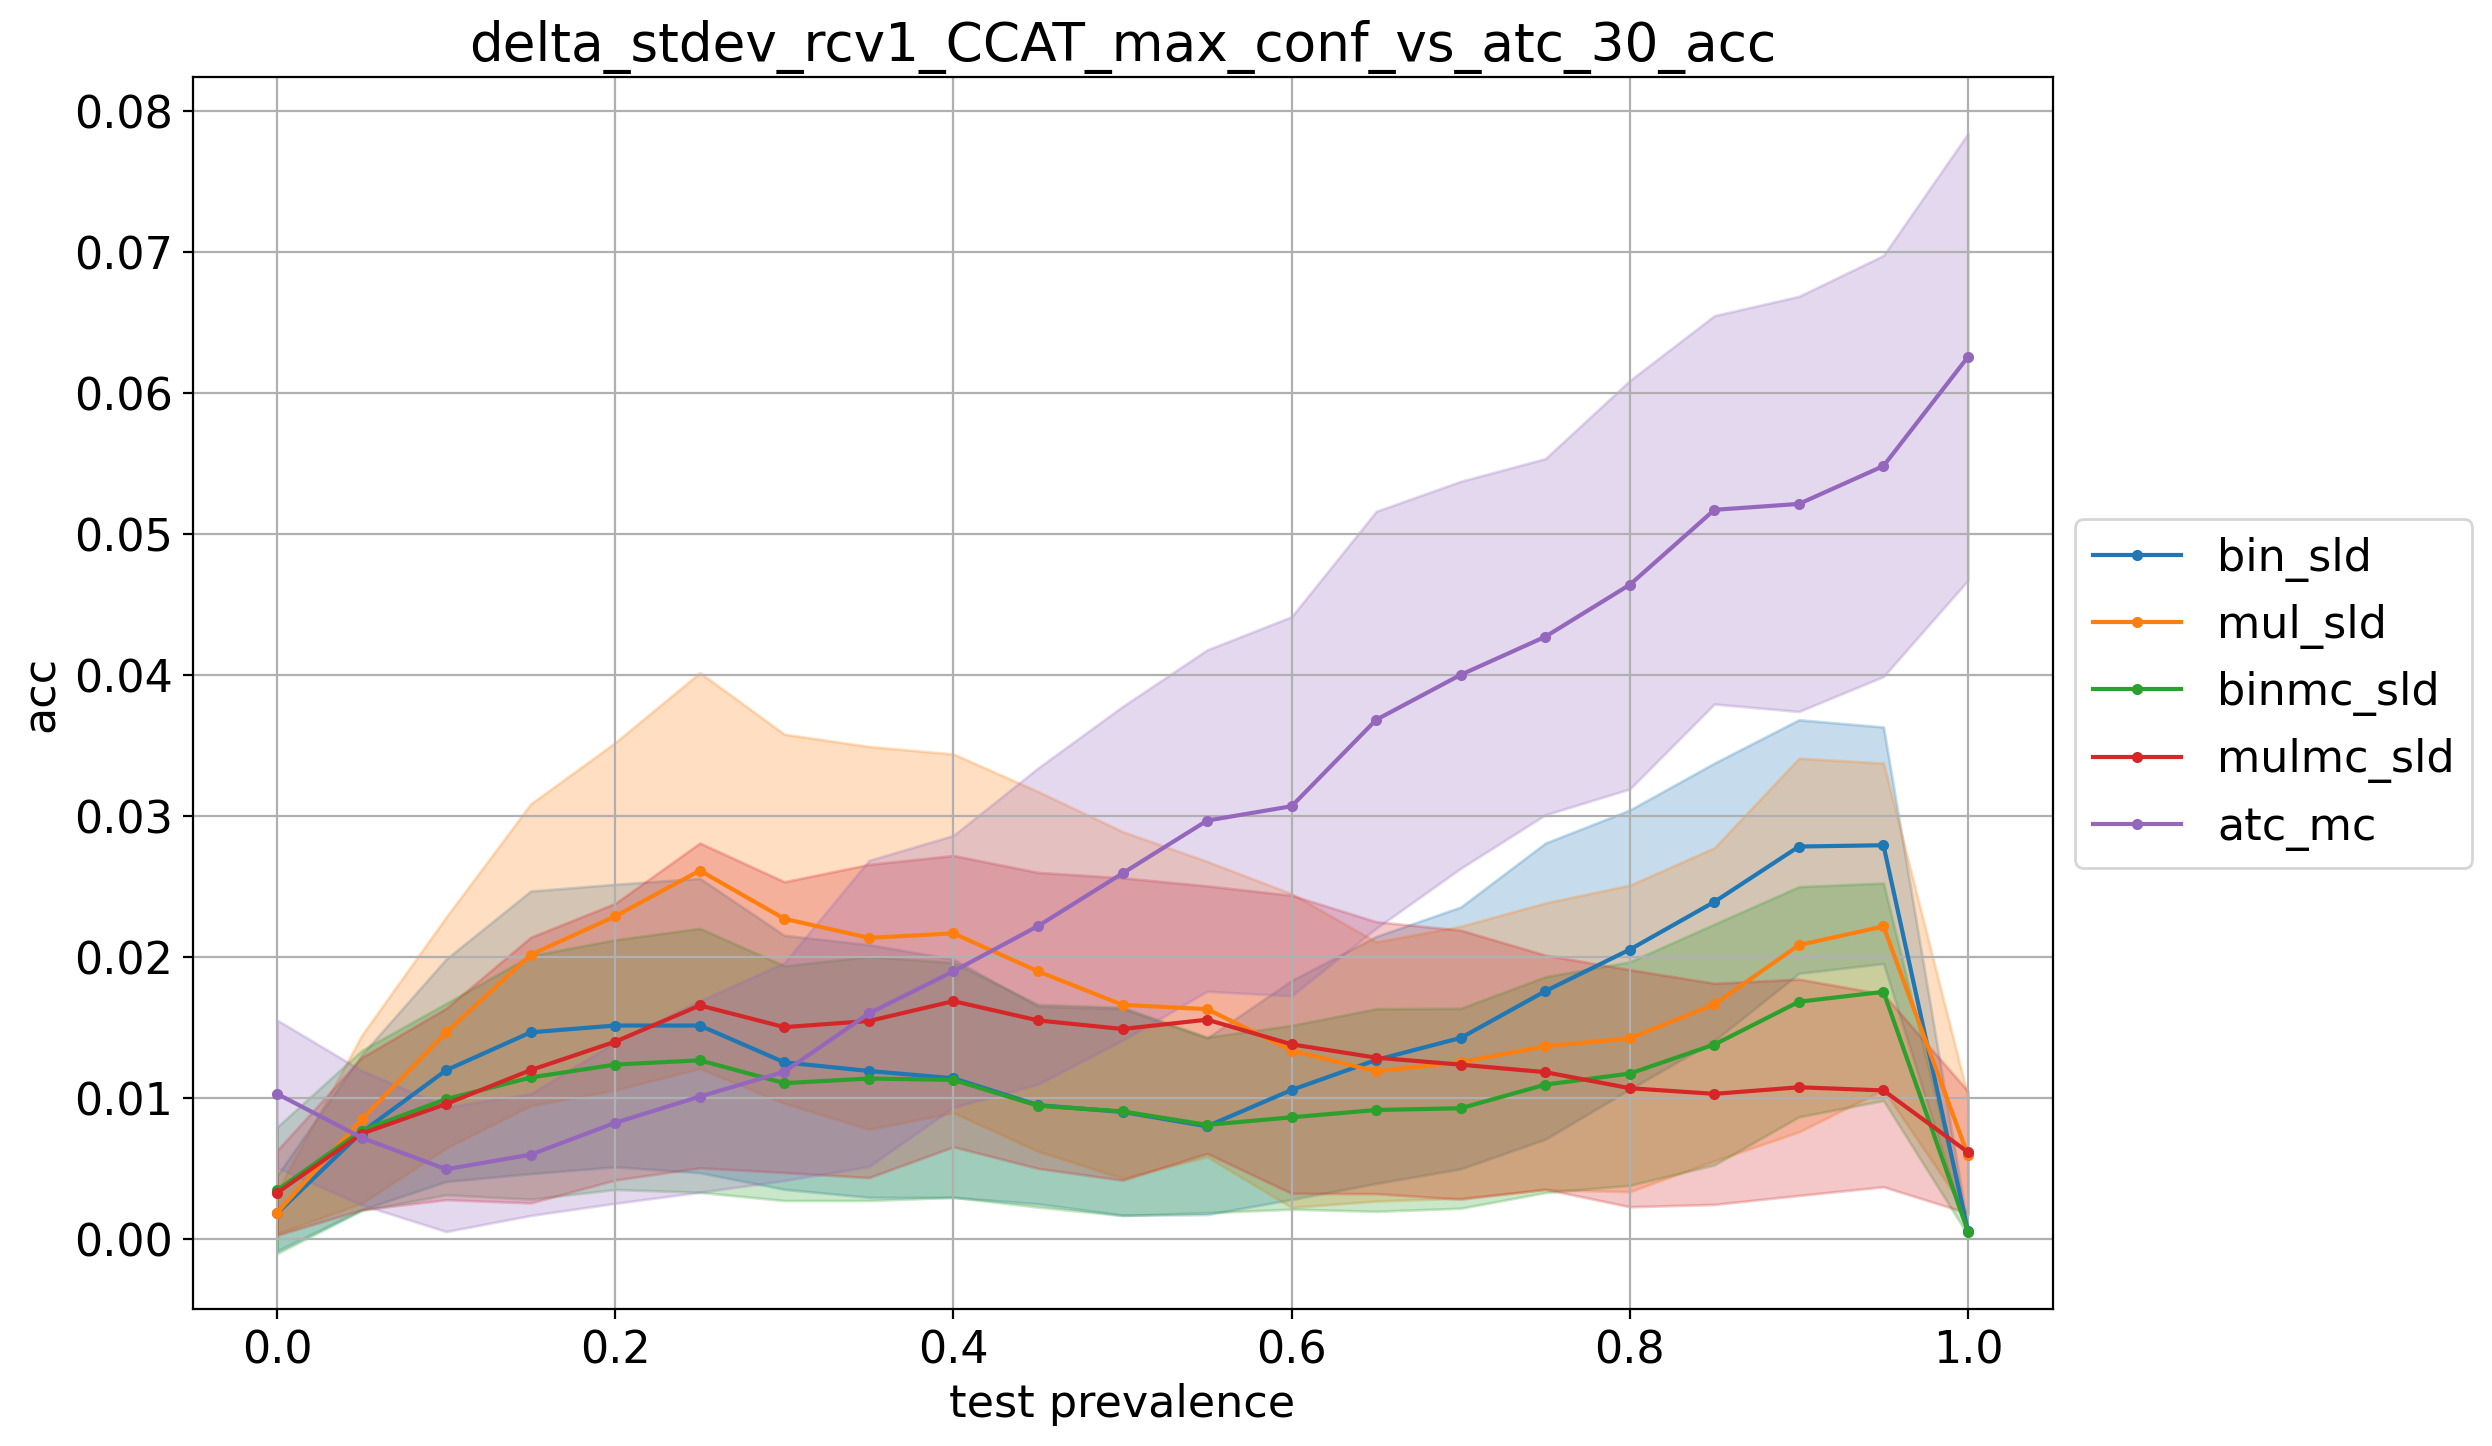 delta_stdev_rcv1_CCAT_max_conf_vs_atc_30_acc
0.08
0.07
0.06
0.05
0.04
0.03
0.02
0.01
0.00
acc
0.0 0.2 0.4 0.6 0.8 1.0
test prevalence
bin_sld
mul_sld
binmc_sld
mulmc_sld
atc_mc